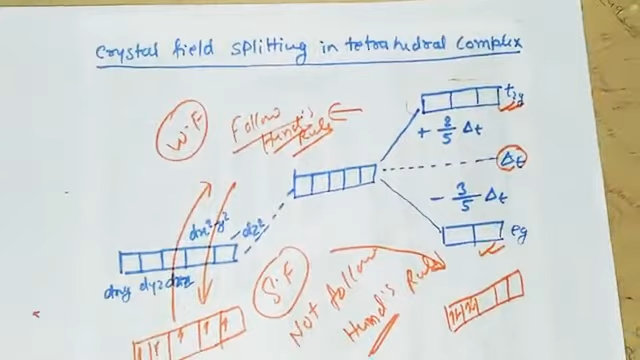 Crystal field splitting in tetrahedral complex
W.F
Follow
Hund's
Rule
t2g
+ 2/5 Δt
Δt
- 3/5 Δt
eg
dx²-y²
dz²
dxy dyz dxz
S.F
Not follow
Hund's Rule